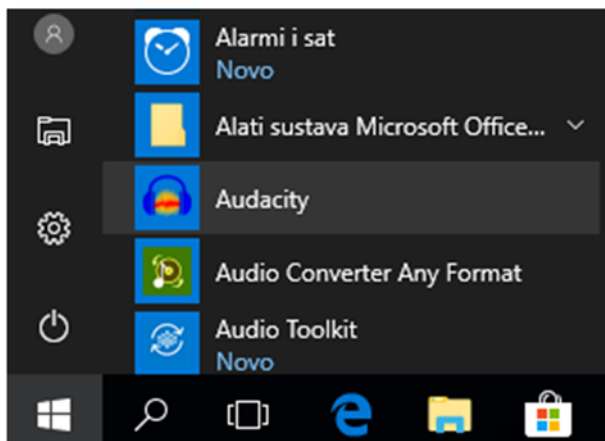 Alarmi i sat
Novo
Alati sustava Microsoft Office...
Audacity
Audio Converter Any Format
Audio Toolkit
Novo